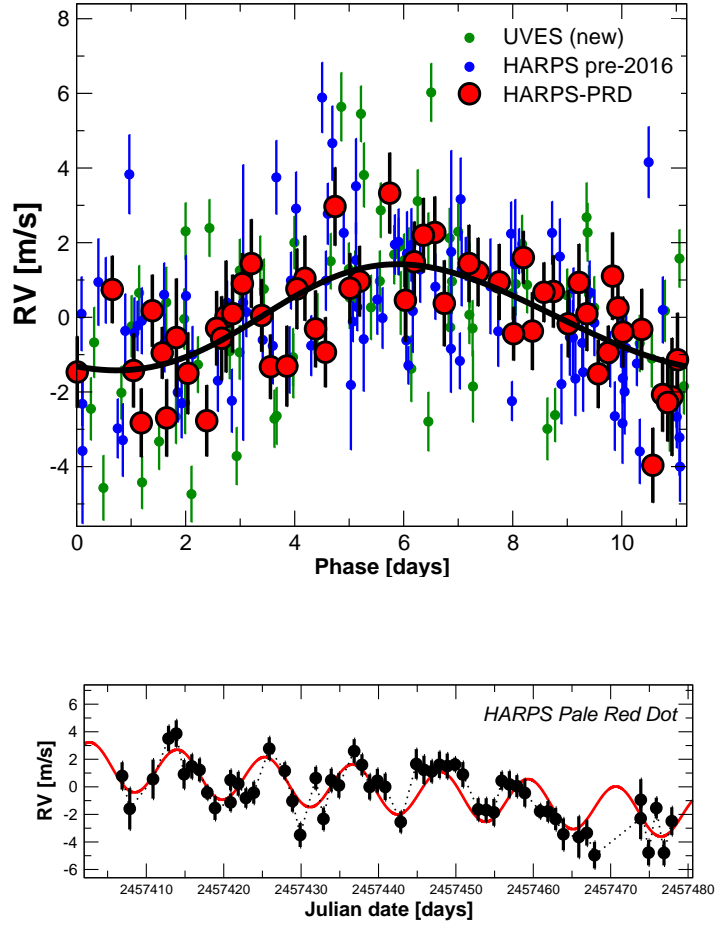 8
6
4
2
0
-2
-4
RV [m/s]
UVES (new)
HARPS pre-2016
HARPS-PRD
0 2 4 6 8 10
Phase [days]
6
4
2
0
-2
-4
-6
RV [m/s]
HARPS Pale Red Dot
2457410 2457420 2457430 2457440 2457450 2457460 2457470 2457480
Julian date [days]